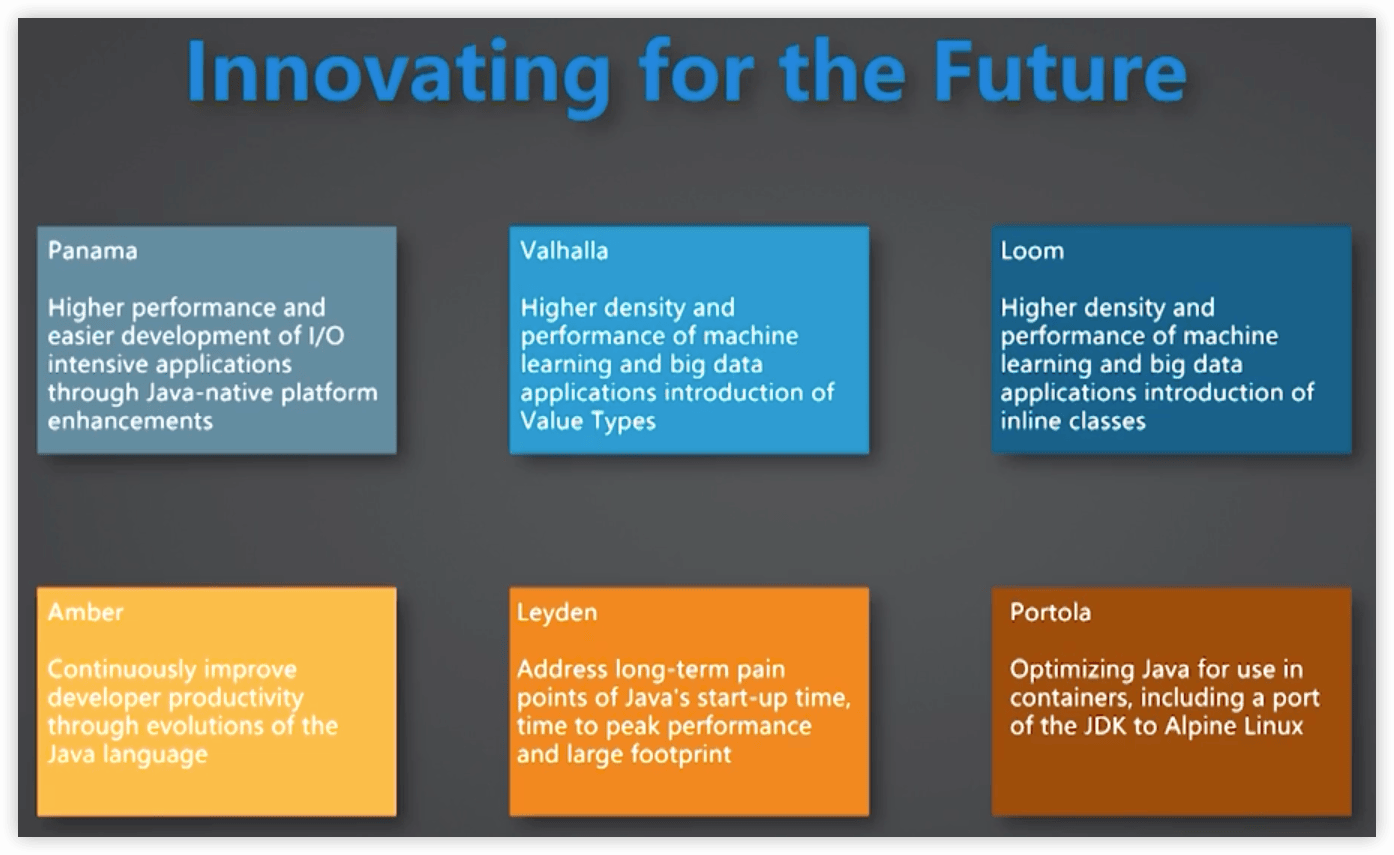 Innovating for the Future
Panama
Higher performance and
easier development of I/O
intensive applications
through Java-native platform
enhancements
Valhalla
Higher density and
performance of machine
learning and big data
applications introduction of
Value Types
Loom
Higher density and
performance of machine
learning and big data
applications introduction of
inline classes
Amber
Continuously improve
developer productivity
through evolutions of the
Java language
Leyden
Address long-term pain
points of Java's start-up time,
time to peak performance
and large footprint
Portola
Optimizing Java for use in
containers, including a port
of the JDK to Alpine Linux